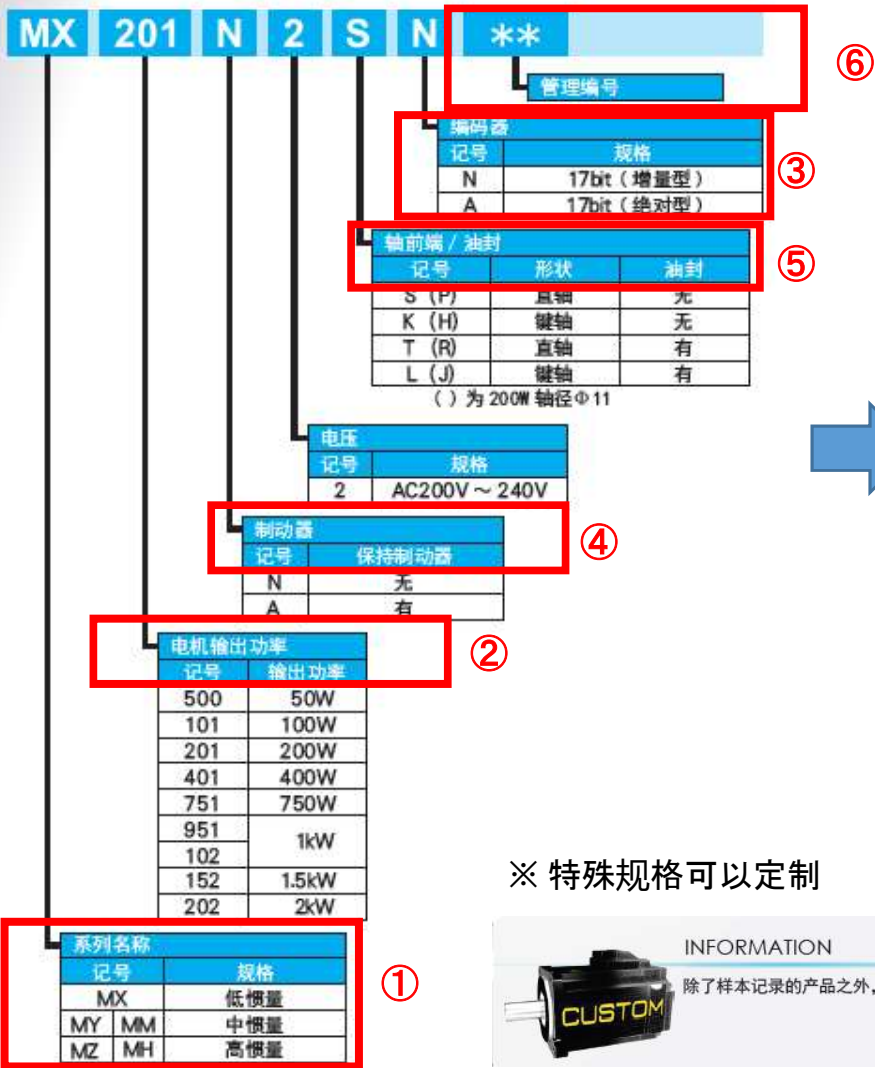 MX 201 N 2 S N **
⑥
管理编号
编码器
记号 规格
N 17bit（增量型）
A 17bit（绝对型）
③
轴前端 / 油封
记号 形状 油封
⑤
S (P) 直轴 无
K (H) 键轴 无
T (R) 直轴 有
L (J) 键轴 有
( ) 为 200W 轴径Φ11
电压
记号 规格
2 AC200V～240V
制动器
④
记号 保持制动器
N 无
A 有
电机输出功率
②
记号 输出功率
500 50W
101 100W
201 200W
401 400W
751 750W
951 1kW
102
152 1.5kW
202 2kW
※ 特殊规格可以定制
系列名称
记号 规格
①
MX 低惯量
MY MM 中惯量
MZ MH 高惯量
INFORMATION
除了样本记录的产品之外，
CUSTOM